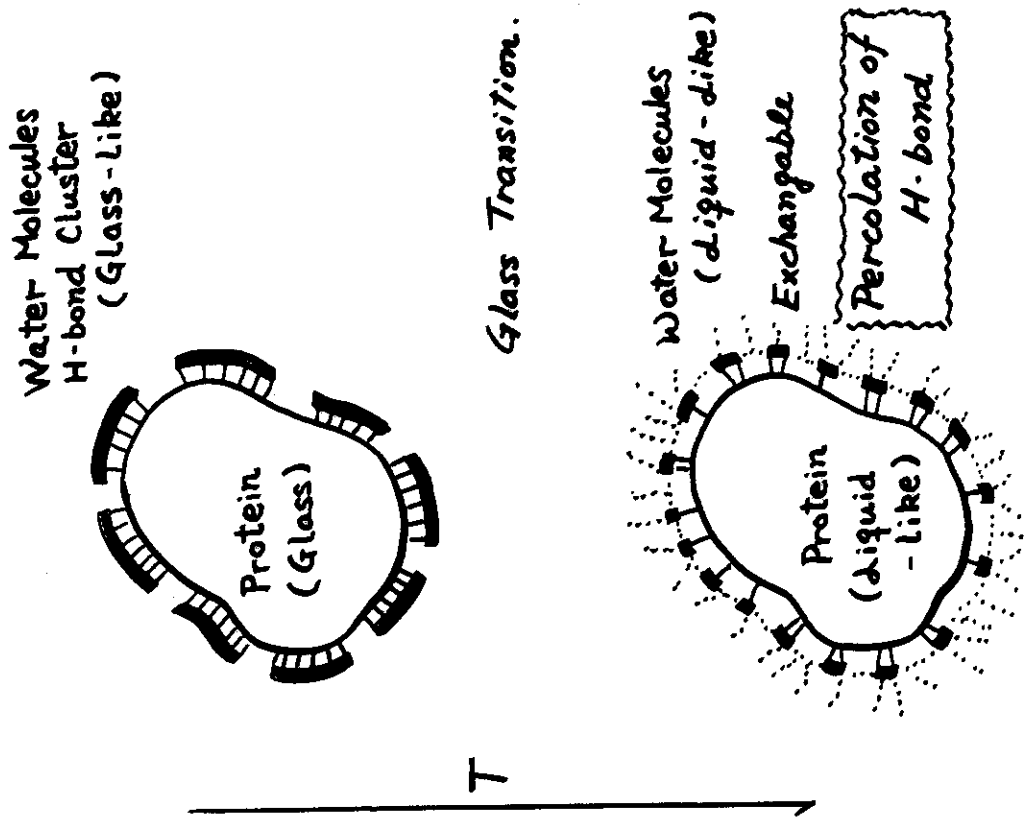 Water Molecules
H-bond Cluster
(Glass-Like)
Protein
(Glass)
T
Glass Transition.
Water Molecules
(Liquid-Like)
Exchangable
Percolation of
H-bond
Protein
(Liquid
-Like)